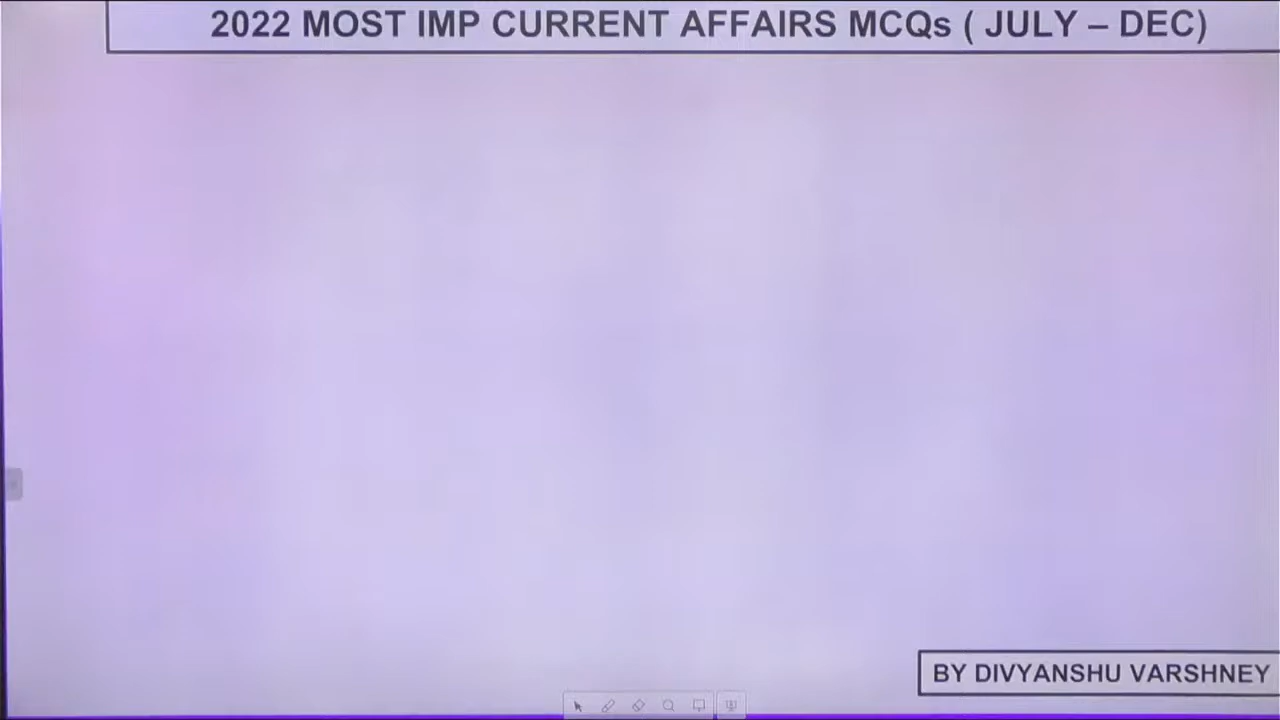 2022 MOST IMP CURRENT AFFAIRS MCQs ( JULY – DEC)
BY DIVYANSHU VARSHNEY